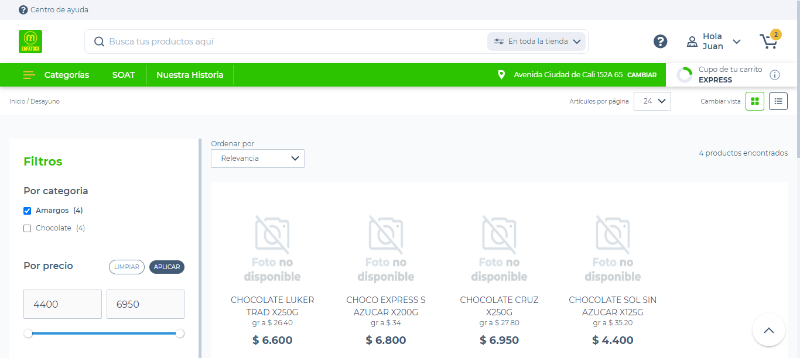 Centro de ayuda
Busca tus productos aquí
En toda la tienda
Hola
Juan
2
Categorías
SOAT
Nuestra Historia
Avenida Ciudad de Cali 152A 65 CAMBIAR
Cupo de tu carrito
EXPRESS
Inicio / Desayuno
Artículos por página
24
Cambiar vista
Ordenar por
Relevancia
4 productos encontrados
Filtros
Por categoria
Amargos (4)
Chocolate (4)
Por precio
LIMPIAR
APLICAR
4400
6950
Foto no
disponible
CHOCOLATE LUKER
TRAD X250G
gr a $ 26.40
$ 6.600
Foto no
disponible
CHOCO EXPRESS S
AZUCAR X200G
gr a $ 34
$ 6.800
Foto no
disponible
CHOCOLATE CRUZ
X250G
gr a $ 27.80
$ 6.950
Foto no
disponible
CHOCOLATE SOL SIN
AZUCAR X125G
gr a $ 35.20
$ 4.400